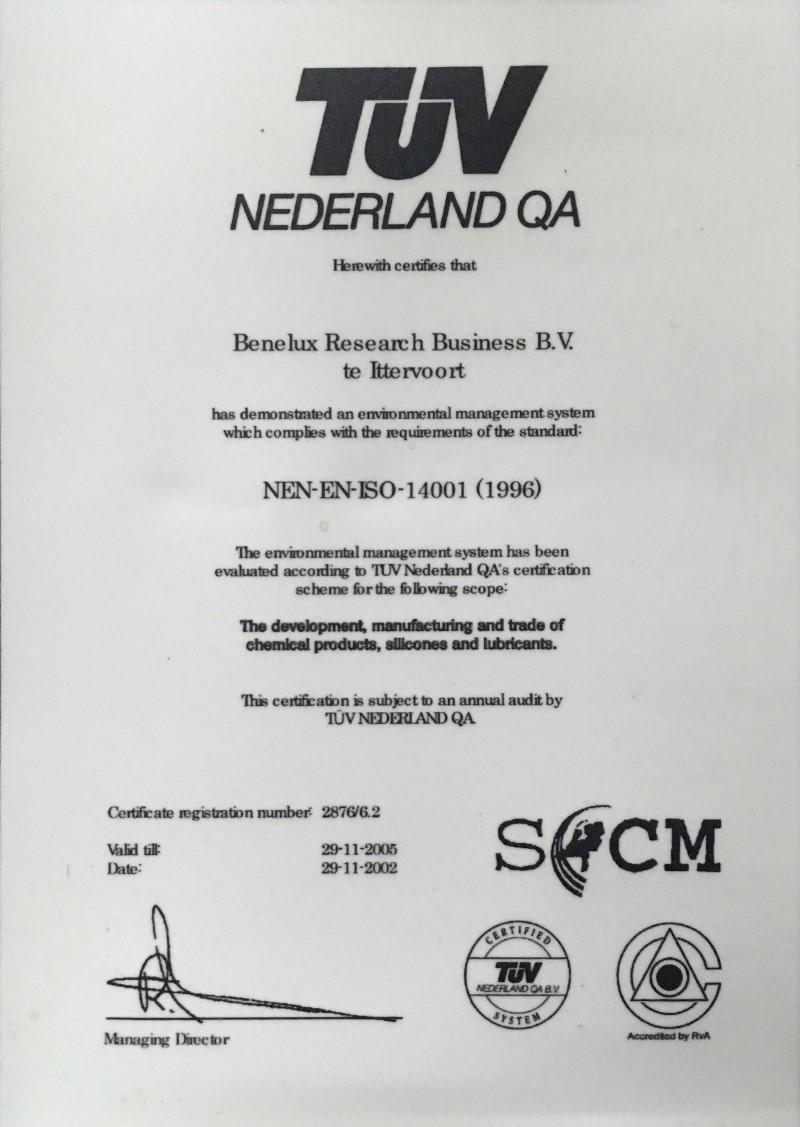 TÜV
NEDERLAND QA
Herewith certifies that
Benelux Research Business B.V.
te Ittervoort
has demonstrated an environmental management system
which complies with the requirements of the standard:
NEN-EN-ISO-14001 (1996)
The environmental management system has been
evaluated according to TUV Nederland QA's certification
scheme for the following scope:
The development, manufacturing and trade of
chemical products, silicones and lubricants.
This certification is subject to an annual audit by
TÜV NEDERLAND QA
Certificate registration number: 2876/6.2
Valid till: 29-11-2005
Date: 29-11-2002
SCCM
CERTIFIED
TÜV
NEDERLAND QA B.V.
SYSTEM
Managing Director
Accredited by RvA